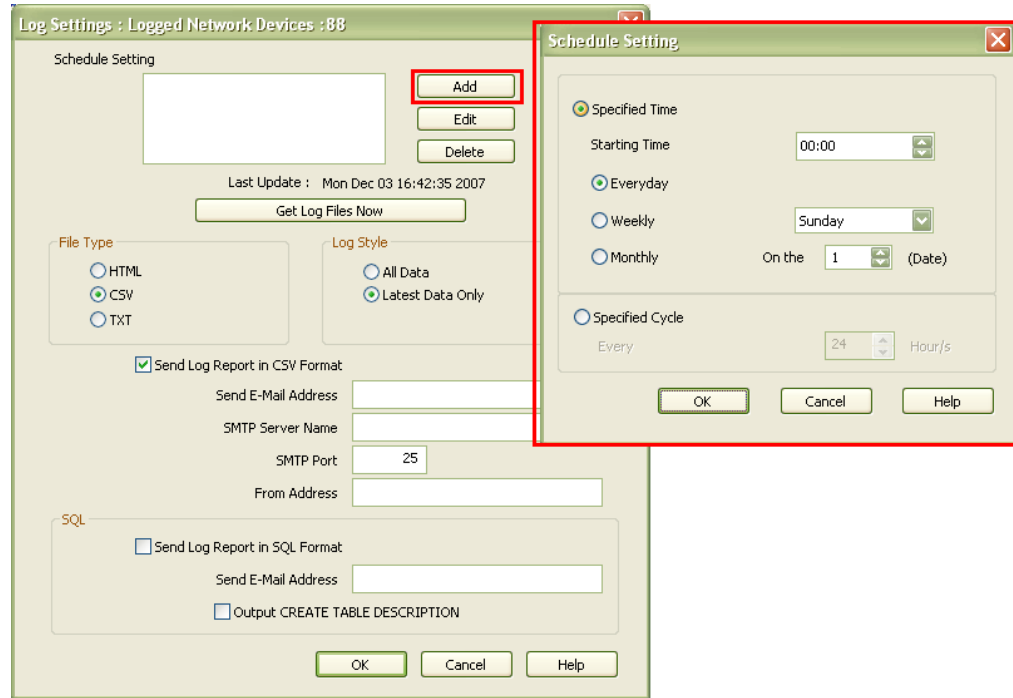 Log Settings : Logged Network Devices :88
Schedule Setting
Add
Edit
Delete
Last Update : Mon Dec 03 16:42:35 2007
Get Log Files Now
File Type
HTML
CSV
TXT
Log Style
All Data
Latest Data Only
Send Log Report in CSV Format
Send E-Mail Address
SMTP Server Name
SMTP Port 25
From Address
SQL
Send Log Report in SQL Format
Send E-Mail Address
Output CREATE TABLE DESCRIPTION
OK Cancel Help
Schedule Setting
Specified Time
Starting Time 00:00
Everyday
Weekly Sunday
Monthly On the 1 (Date)
Specified Cycle
Every 24 Hour/s
OK Cancel Help